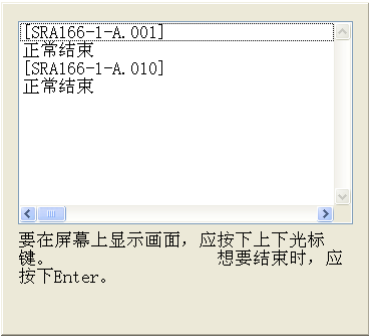 [SRA166-1-A.001]
正常结束
[SRA166-1-A.010]
正常结束
要在屏幕上显示画面，应按下上下光标
键。 想要结束时，应
按下Enter。